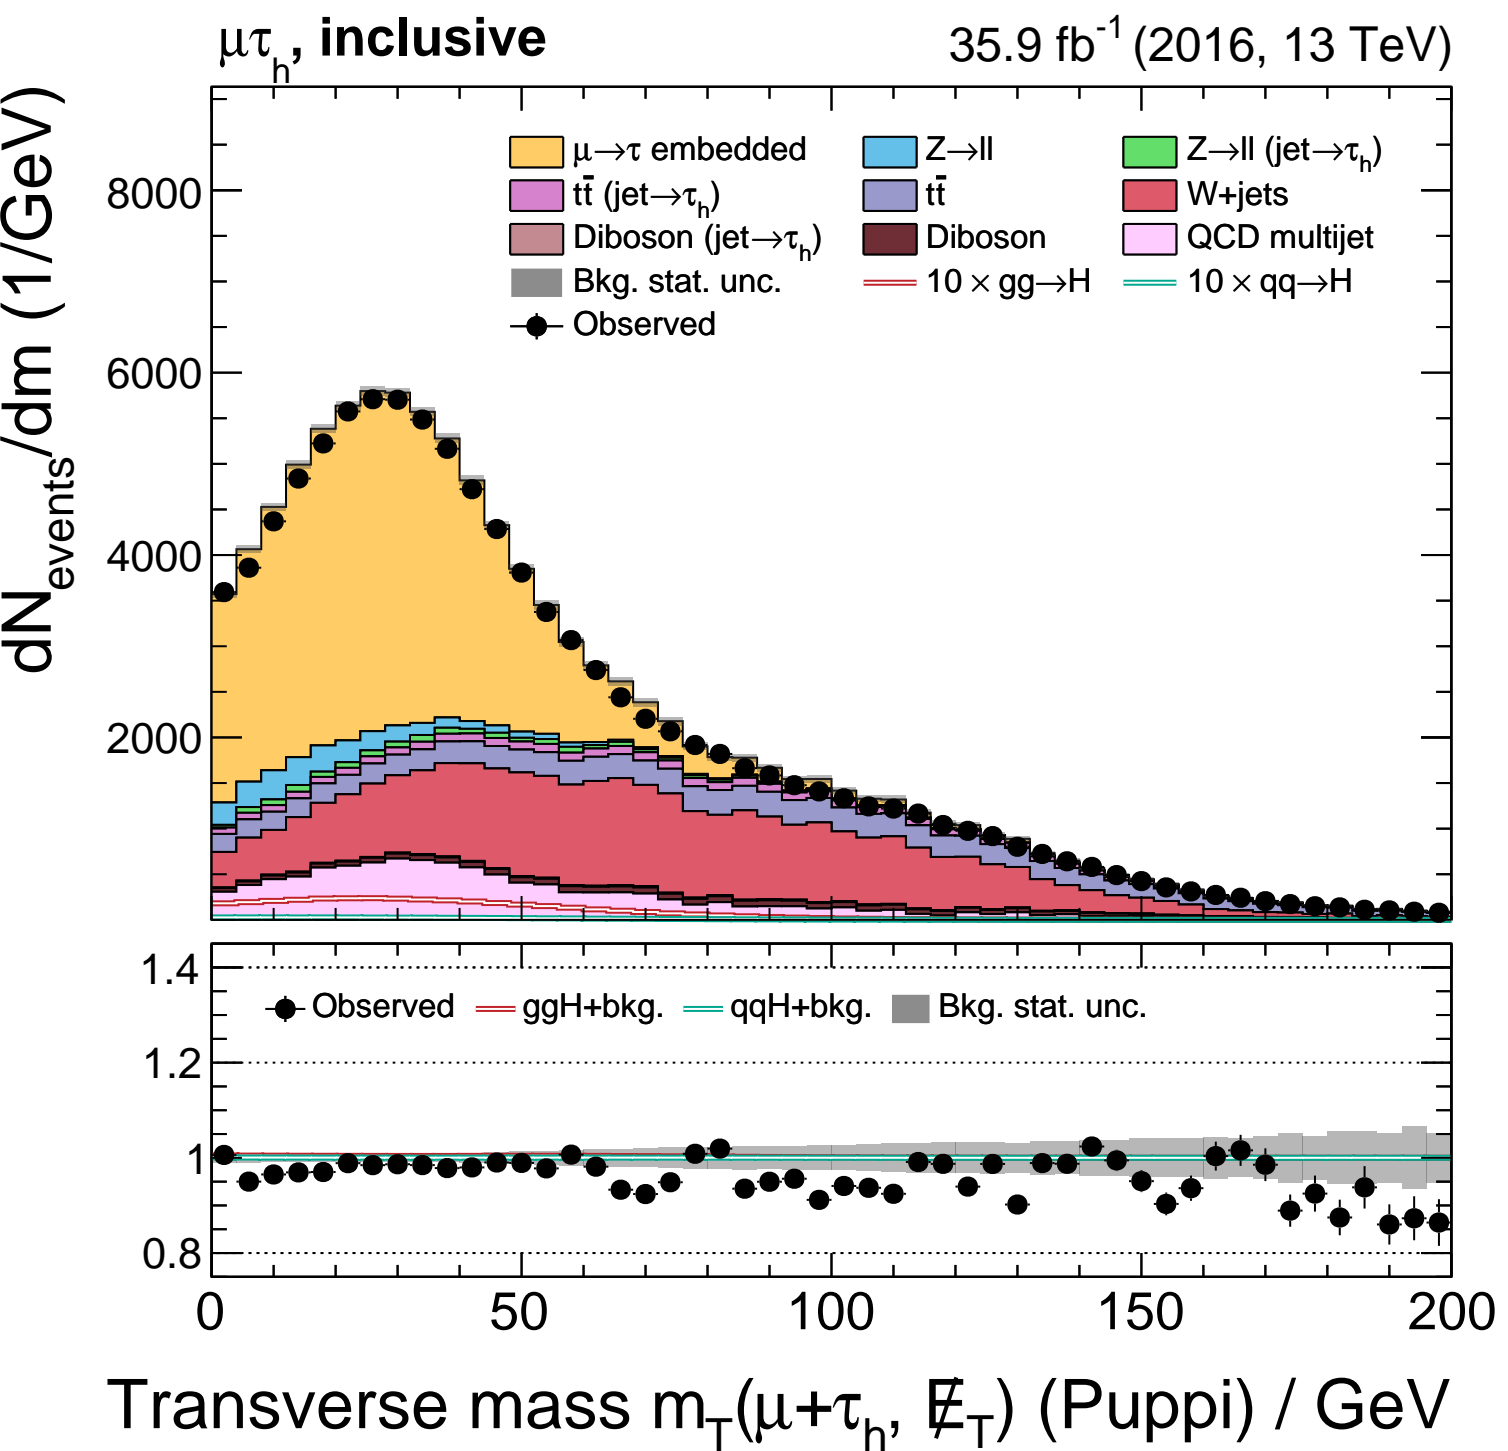 μτh, inclusive 35.9 fb-1 (2016, 13 TeV)
dNevents/dm (1/GeV)
8000
6000
4000
2000
μ→τ embedded Z→ll Z→ll (jet→τh)
tt̄ (jet→τh) tt̄ W+jets
Diboson (jet→τh) Diboson QCD multijet
Bkg. stat. unc. 10 × gg→H 10 × qq→H
Observed
1.4
Observed ggH+bkg. qqH+bkg. Bkg. stat. unc.
1.2
1
0.8
0 50 100 150 200
Transverse mass mT(μ+τh, E̸T) (Puppi) / GeV